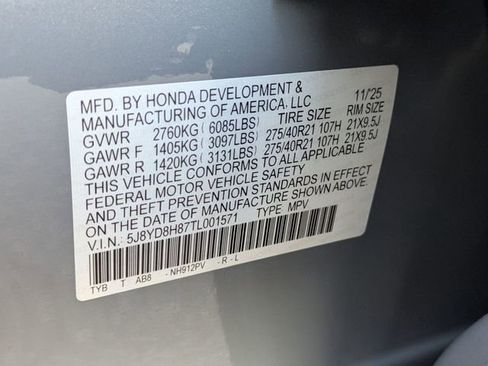 MFD. BY HONDA DEVELOPMENT & 11/25
MANUFACTURING OF AMERICA, LLC TIRE SIZE RIM SIZE
GVWR 2760KG ( 6085LBS)
GAWR F 1405KG ( 3097LBS) 275/40R21 107H 21X9.5J
GAWR R 1420KG ( 3131LBS) 275/40R21 107H 21X9.5J
THIS VEHICLE CONFORMS TO ALL APPLICABLE
FEDERAL MOTOR VEHICLE SAFETY
AND THEFT PREVENTION STANDARDS IN EFFECT
ON THE DATE OF MANUFACTURE SHOWN ABOVE.
V.I.N.: 5J8YD8H87TL001571 TYPE: MPV
TYB T AB8 -NH912PV -R-L